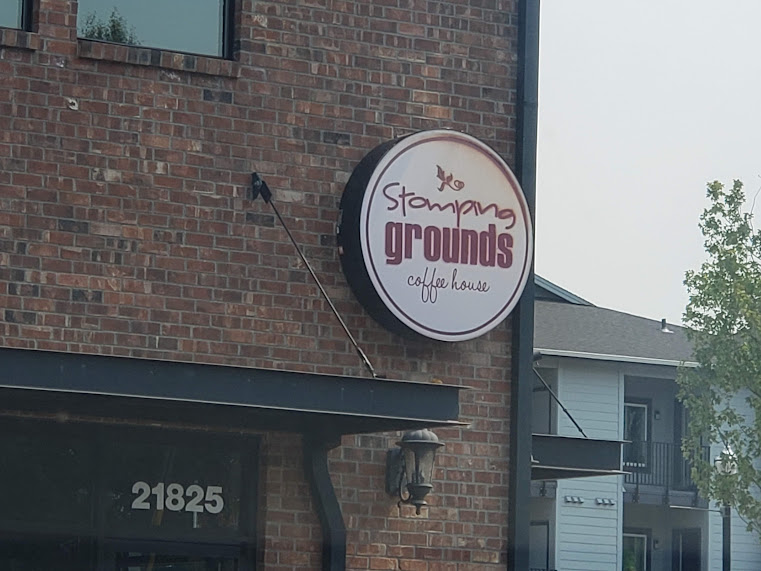 Stomping
grounds
coffee house
21825